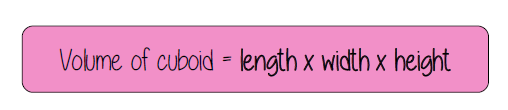 Volume of cuboid = length x width x height